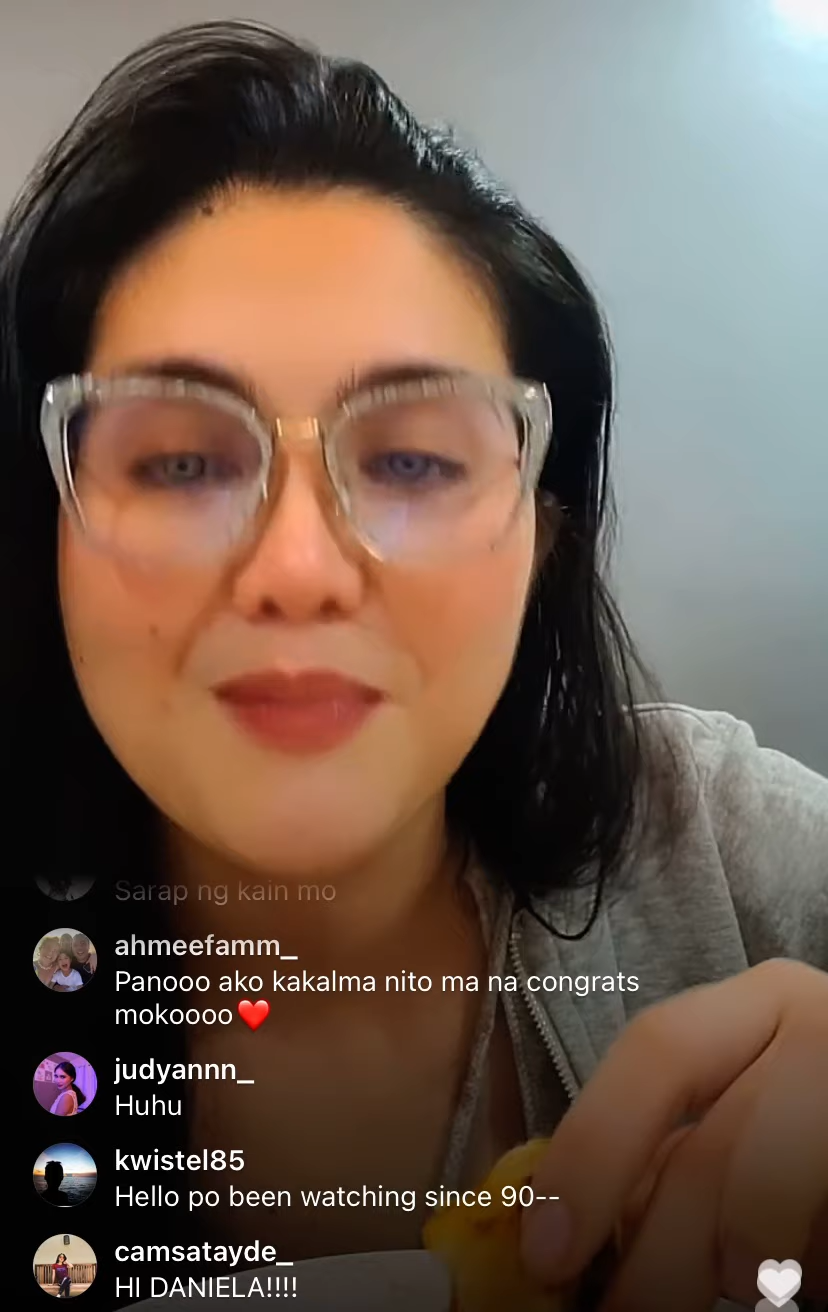 Sarap ng kain mo
ahmeefamm_
Panooo ako kakalma nito ma na congrats
mokoooo❤️
judyannn_
Huhu
kwistel85
Hello po been watching since 90--
camsatayde_
HI DANIELA!!!!